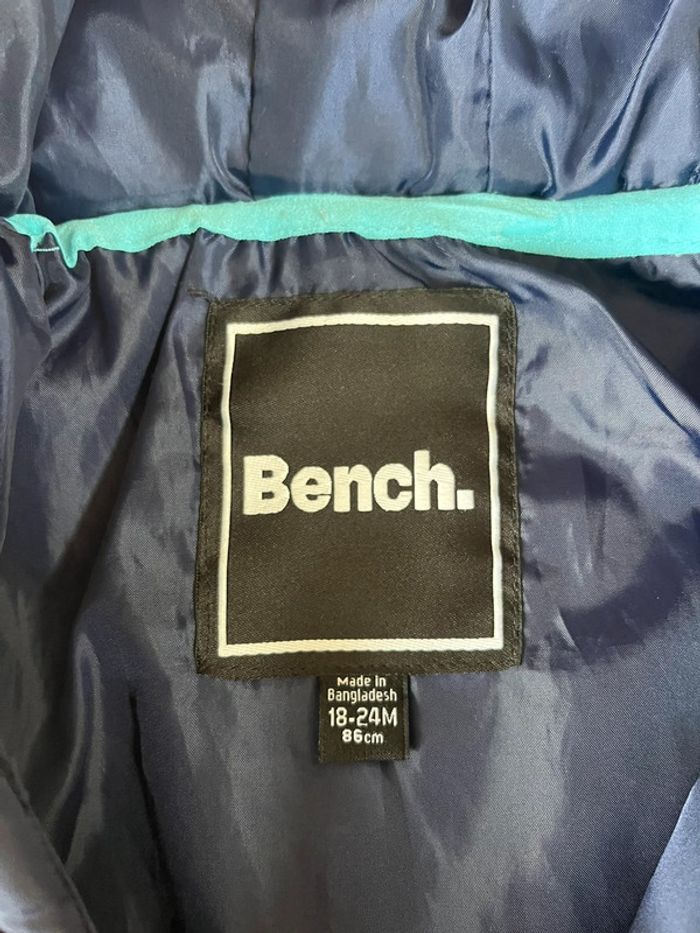 Bench.
Made in
Bangladesh
18-24M
86cm